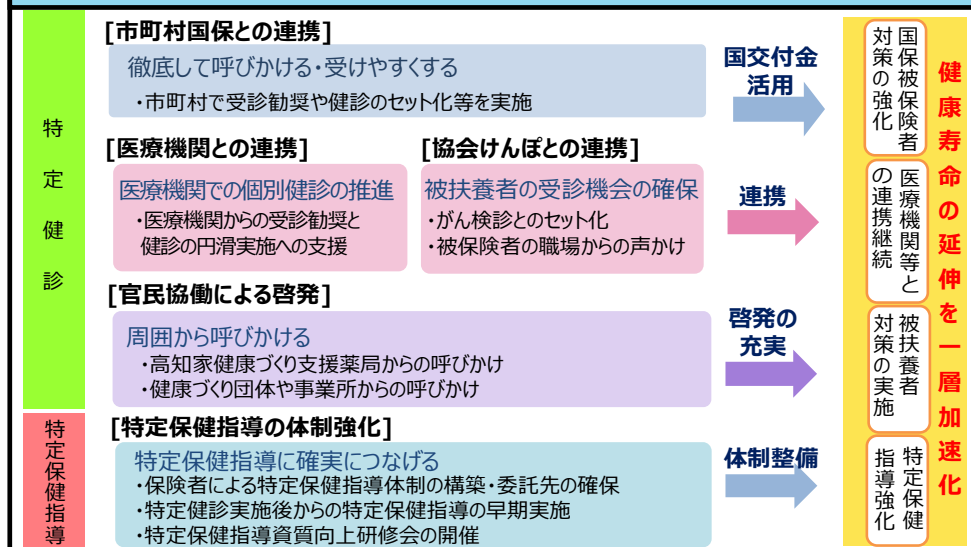 特定健診
[市町村国保との連携]
徹底して呼びかける・受けやすくする
・市町村で受診勧奨や健診のセット化等を実施
国交付金
活用
[医療機関との連携]
医療機関での個別健診の推進
・医療機関からの受診勧奨と
健診の円滑実施への支援
[協会けんぽとの連携]
被扶養者の受診機会の確保
・がん検診とのセット化
・被保険者の職場からの声かけ
連携
[官民協働による啓発]
周囲から呼びかける
・高知家健康づくり支援薬局からの呼びかけ
・健康づくり団体や事業所からの呼びかけ
啓発の
充実
特定保健指導
[特定保健指導の体制強化]
特定保健指導に確実につなげる
・保険者による特定保健指導体制の構築・委託先の確保
・特定健診実施後からの特定保健指導の早期実施
・特定保健指導資質向上研修会の開催
体制整備
国保被保険者
対策の強化
医療機関等と
の連携継続
被扶養者
対策の実施
特定保健
指導強化
健康寿命の延伸を一層加速化